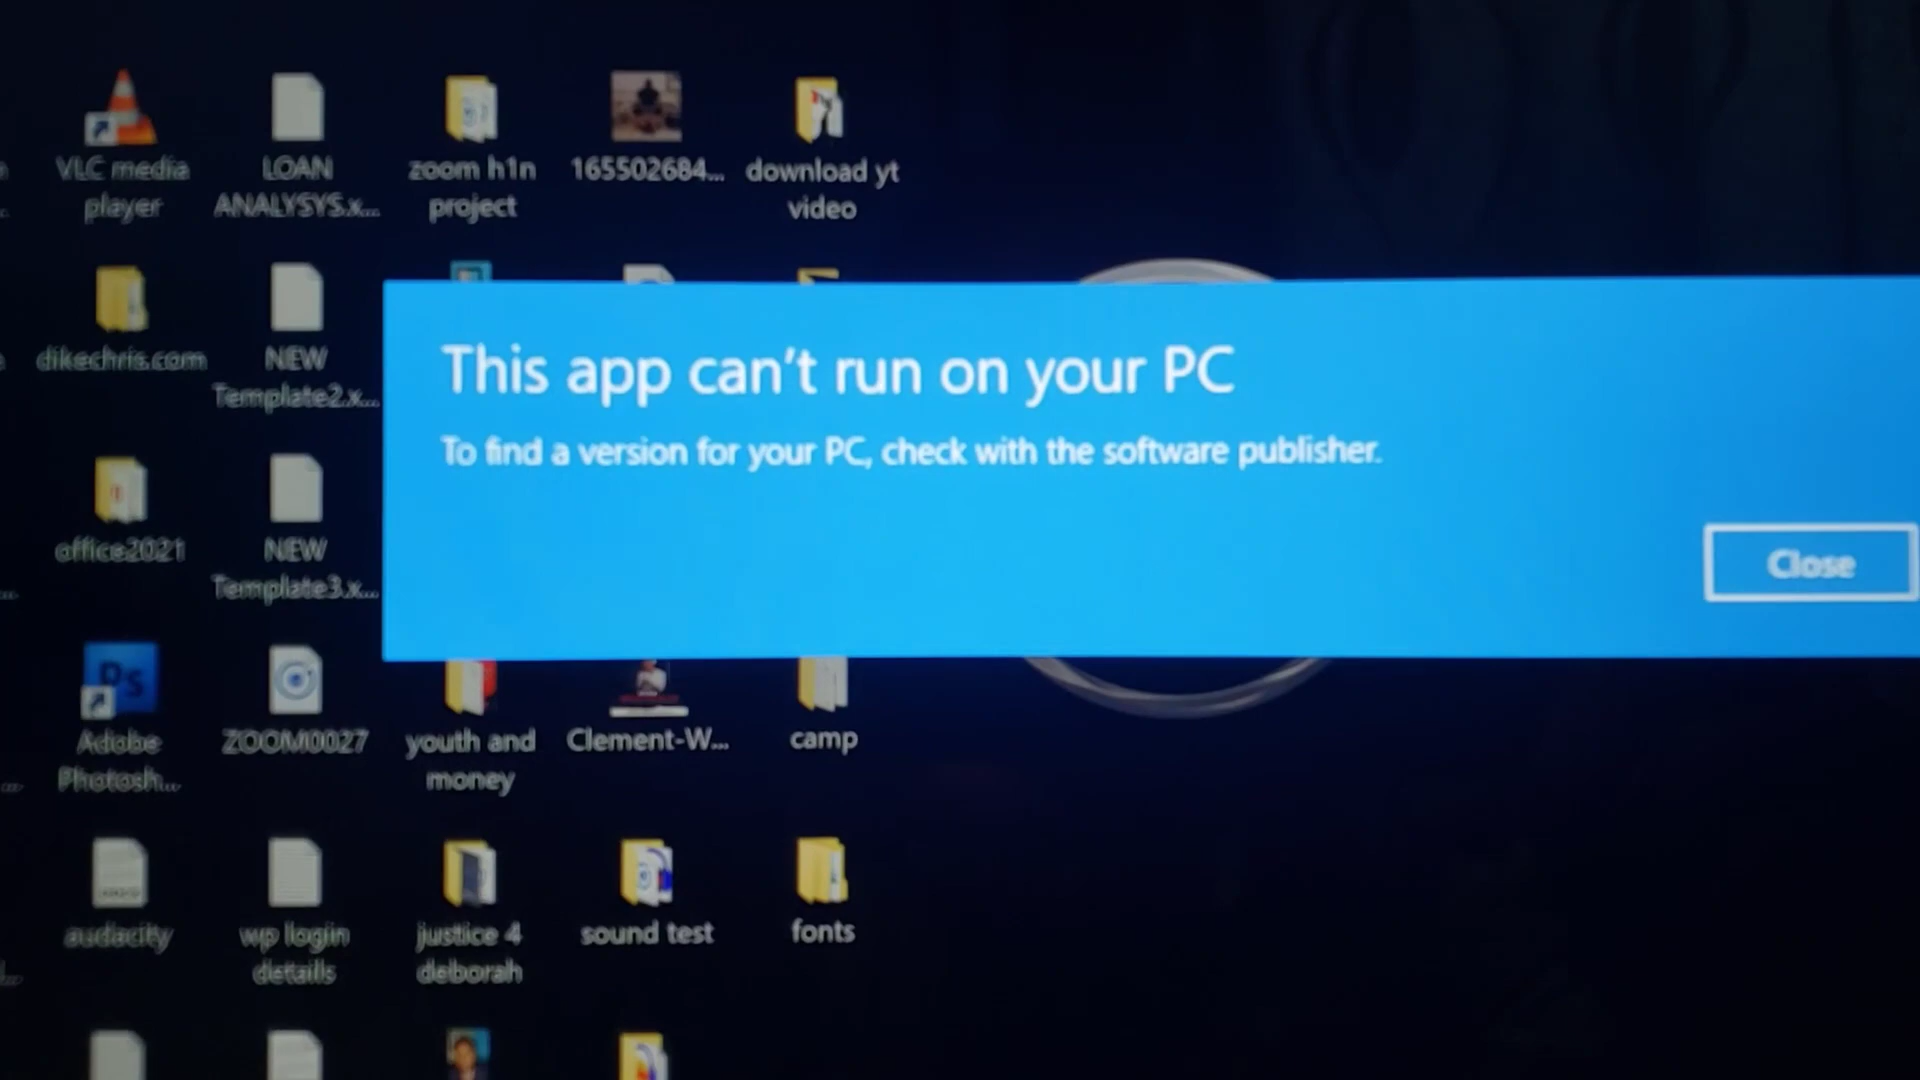 VLC media
player
LOAN
ANALYSYS.x...
zoom h1n
project
165502684...
download yt
video
dikechris.com
NEW
Template2.x...
This app can't run on your PC
To find a version for your PC, check with the software publisher.
Close
office2021
NEW
Template3.x...
Ps
Adobe
Photosh...
ZOOM0027
youth and
money
Clement-W...
camp
audacity
wp login
details
justice 4
deborah
sound test
fonts